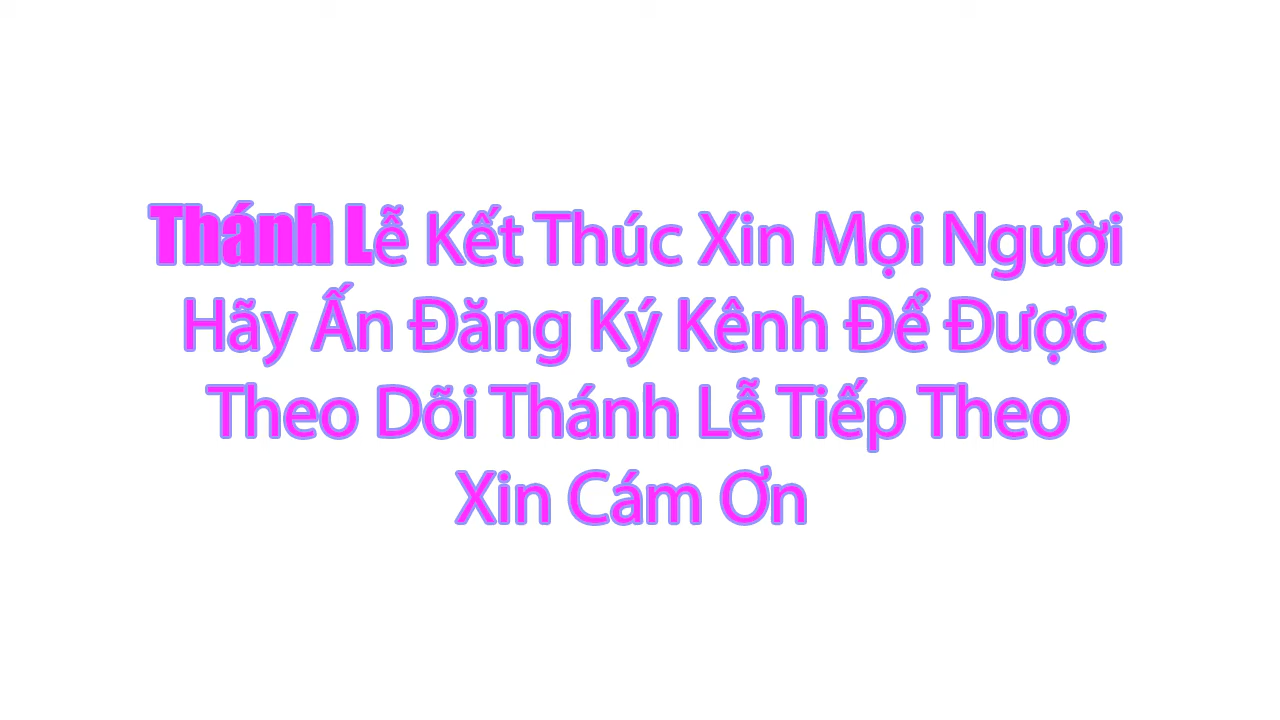 Thánh Lễ Kết Thúc Xin Mọi Người
Hãy Ấn Đăng Ký Kênh Để Được
Theo Dõi Thánh Lễ Tiếp Theo
Xin Cám Ơn